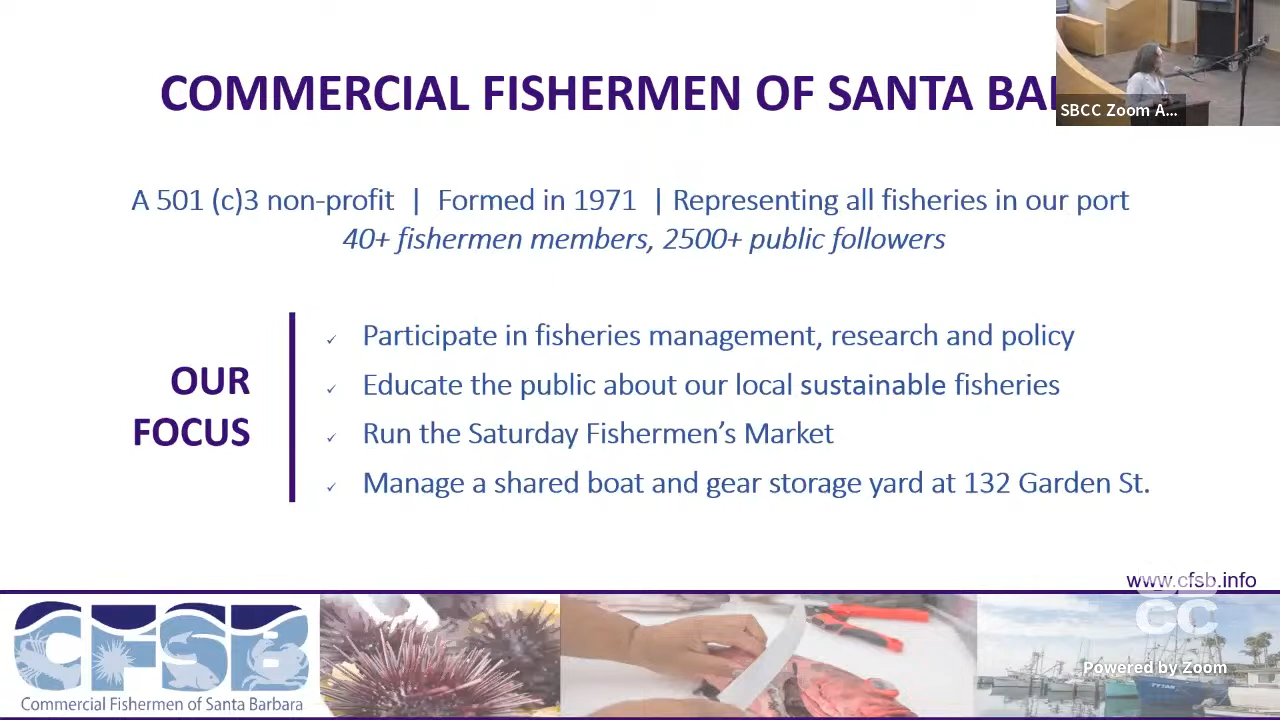 COMMERCIAL FISHERMEN OF SANTA BA
SBCC Zoom A...
A 501 (c)3 non-profit | Formed in 1971 | Representing all fisheries in our port
40+ fishermen members, 2500+ public followers
OUR
FOCUS
✓ Participate in fisheries management, research and policy
✓ Educate the public about our local sustainable fisheries
✓ Run the Saturday Fishermen's Market
✓ Manage a shared boat and gear storage yard at 132 Garden St.
www.cfsb.info
CFSB
Commercial Fishermen of Santa Barbara
SBCC
Powered by Zoom